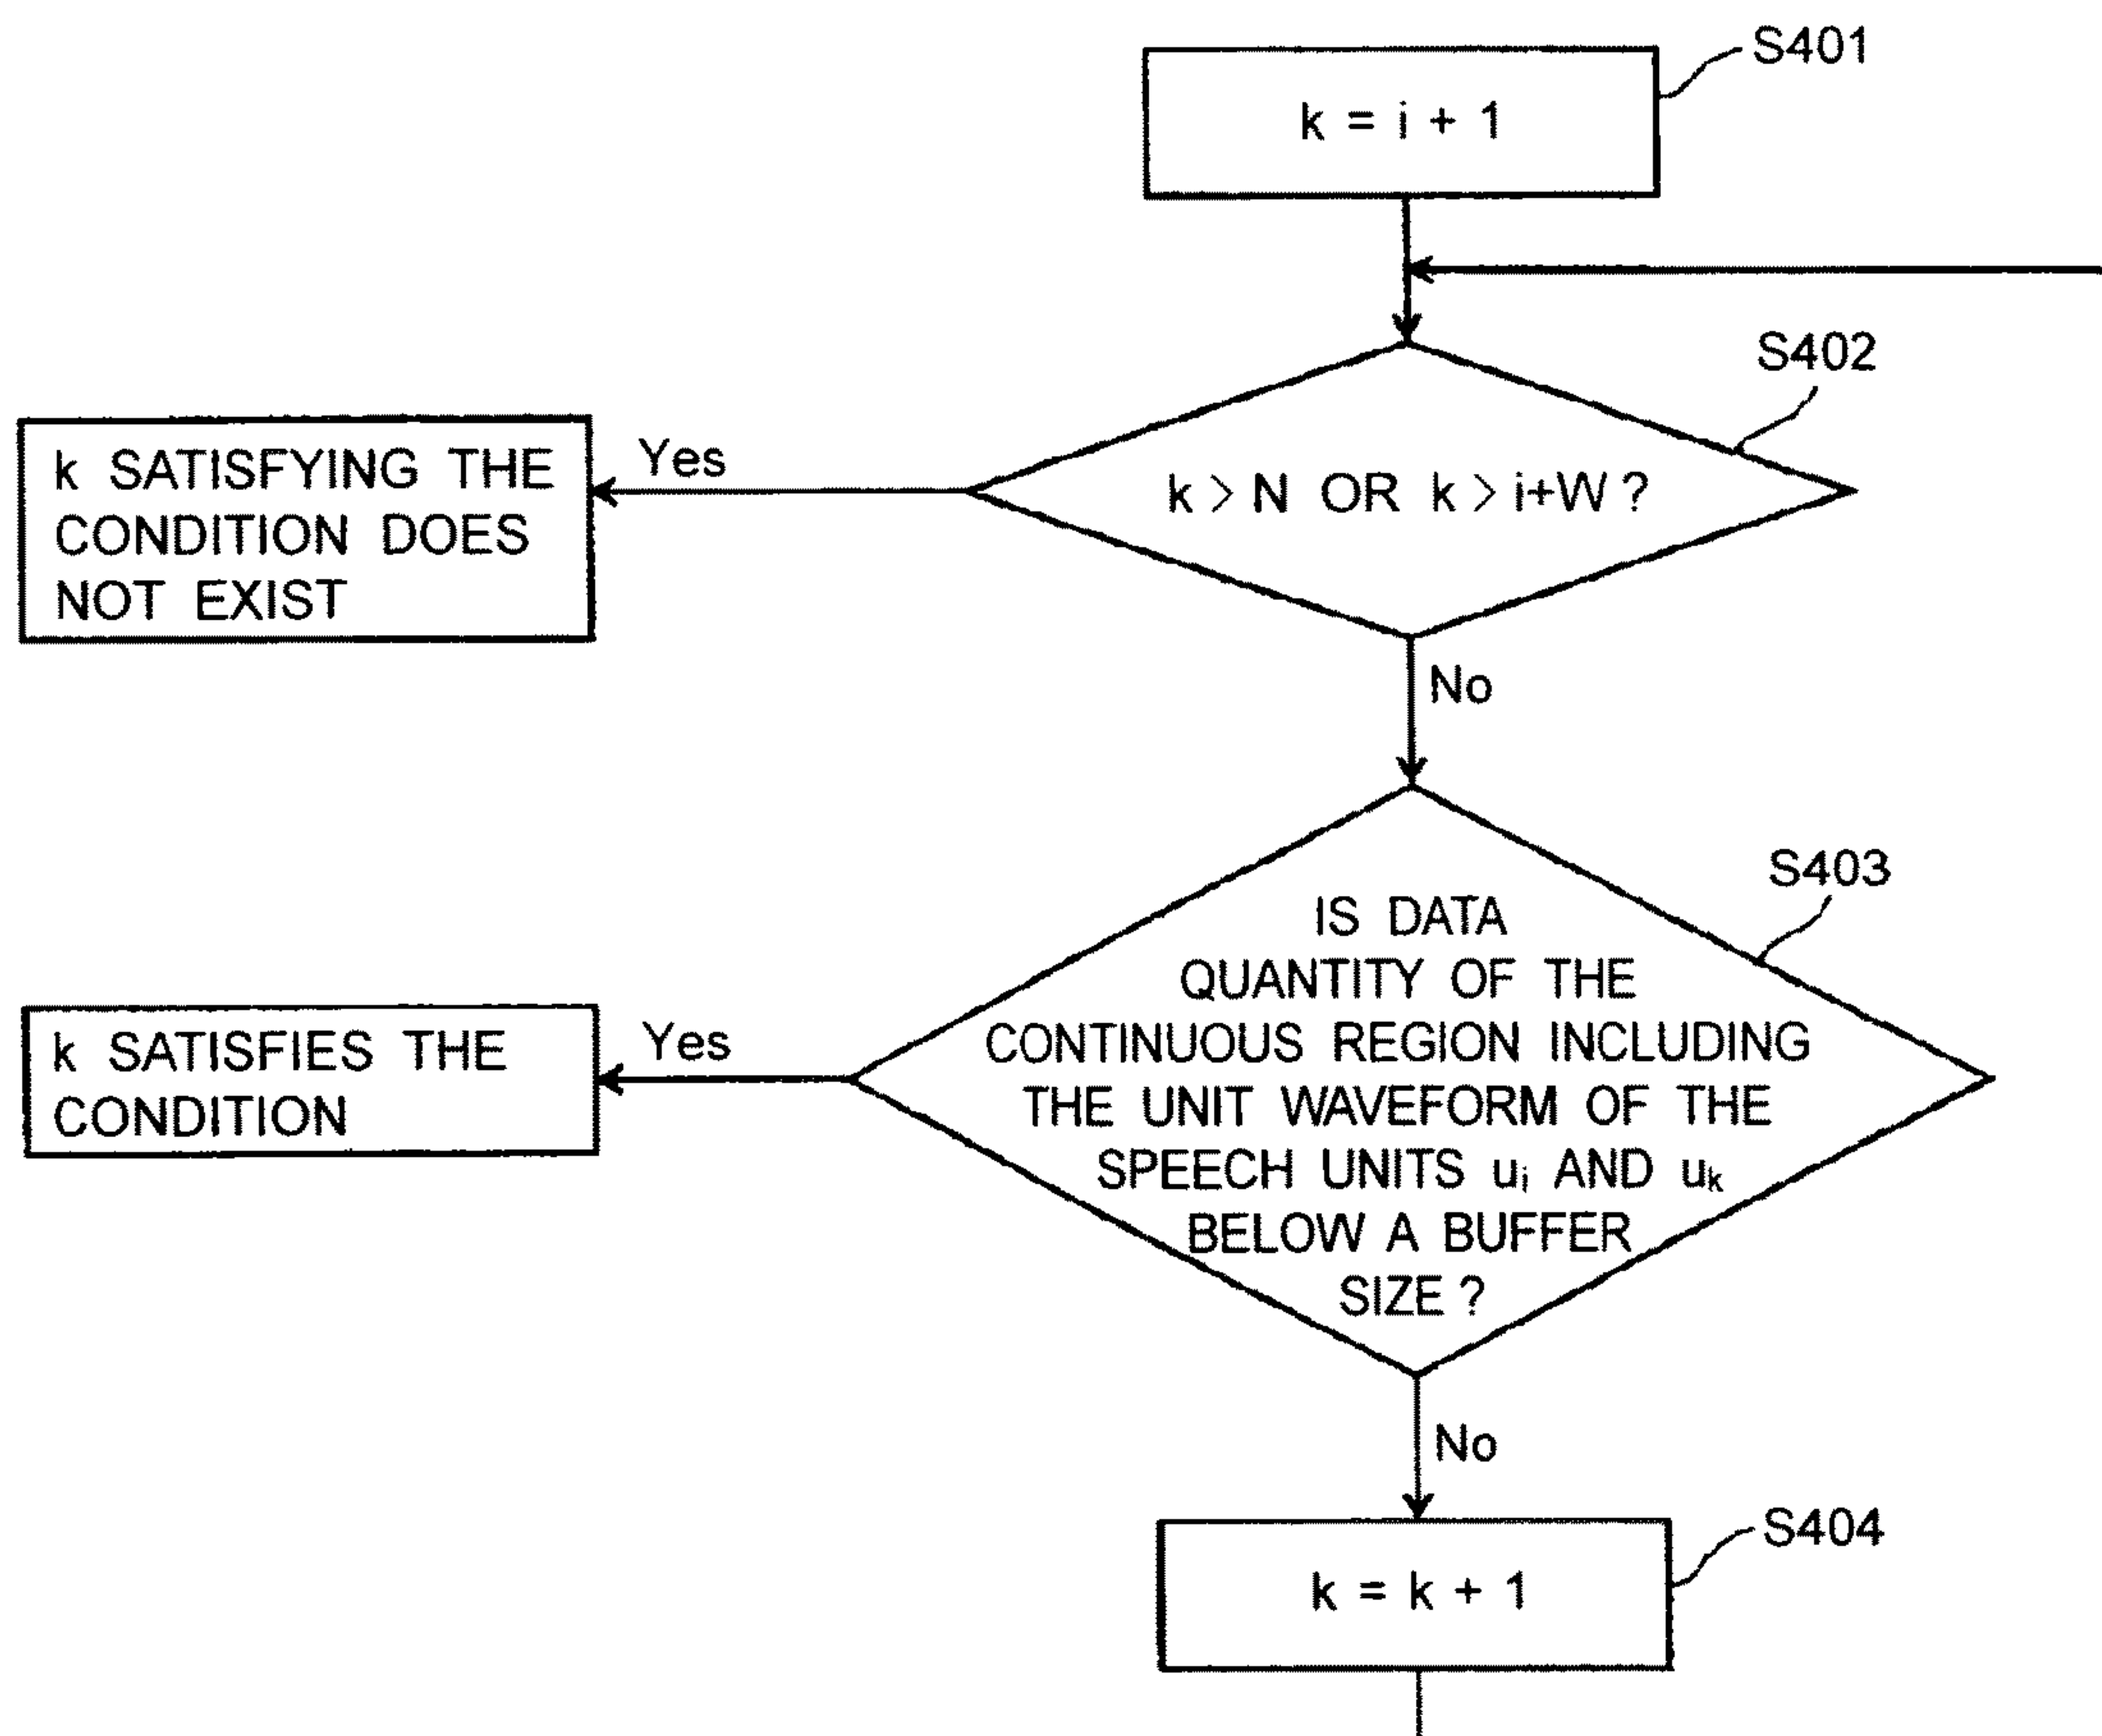 S401
k = i + 1
S402
k > N OR k > i+W ?
Yes
k SATISFYING THE
CONDITION DOES
NOT EXIST
No
S403
IS DATA
QUANTITY OF THE
CONTINUOUS REGION INCLUDING
THE UNIT WAVEFORM OF THE
SPEECH UNITS uᵢ AND uₖ
BELOW A BUFFER
SIZE ?
Yes
k SATISFIES THE
CONDITION
No
S404
k = k + 1